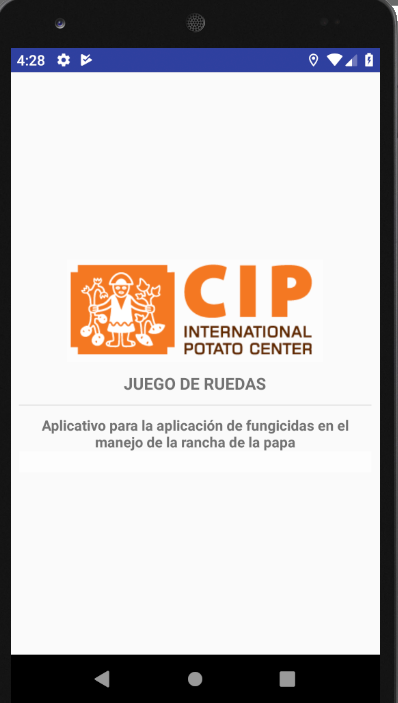 4:28
CIP
INTERNATIONAL
POTATO CENTER
JUEGO DE RUEDAS
Aplicativo para la aplicación de fungicidas en el
manejo de la rancha de la papa